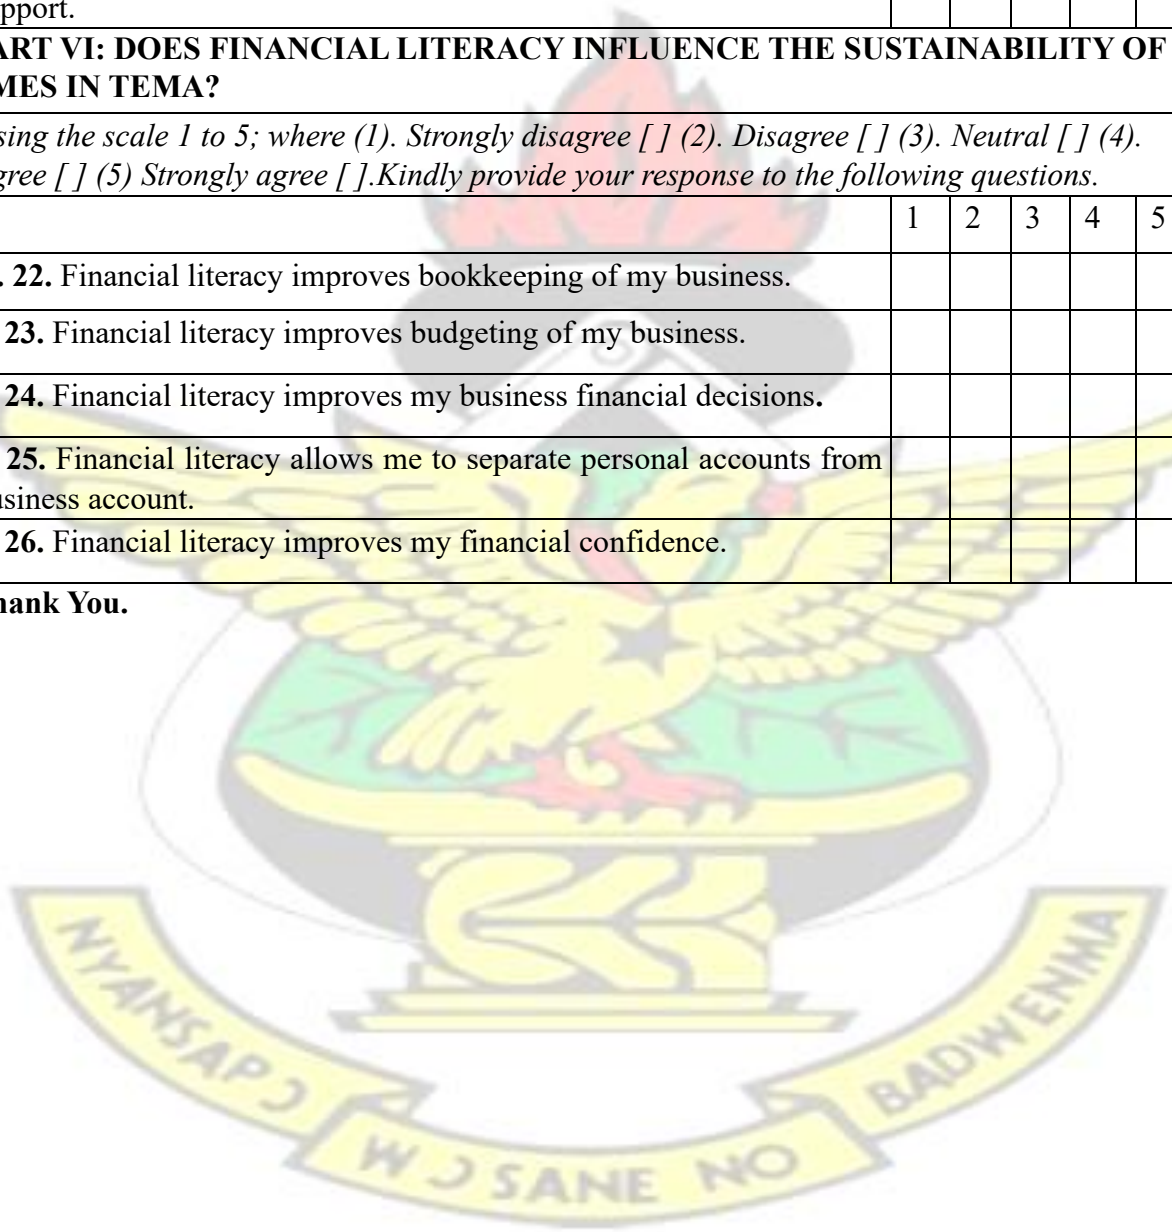 pport.
ART VI: DOES FINANCIAL LITERACY INFLUENCE THE SUSTAINABILITY OF
MES IN TEMA?
sing the scale 1 to 5; where (1). Strongly disagree [ ] (2). Disagree [ ] (3). Neutral [ ] (4).
gree [ ] (5) Strongly agree [ ].Kindly provide your response to the following questions.
1 2 3 4 5
. 22. Financial literacy improves bookkeeping of my business.
23. Financial literacy improves budgeting of my business.
24. Financial literacy improves my business financial decisions.
25. Financial literacy allows me to separate personal accounts from
usiness account.
26. Financial literacy improves my financial confidence.
hank You.
NYANSAPƆ
WƆSANE NO
BADWENMA